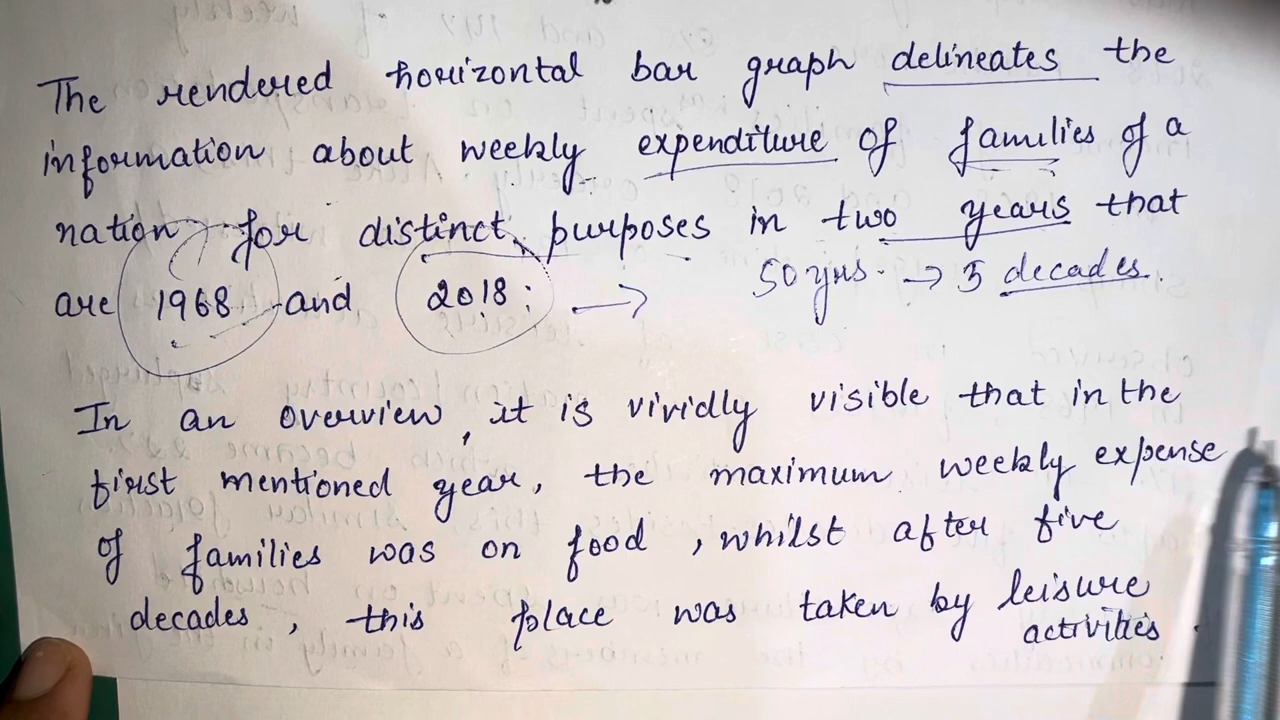 The rendered horizontal bar graph delineates the
information about weekly expenditure of families of a
nation for distinct purposes in two years that
are 1968 and 2018. → 50 yrs. → 5 decades.
In an overview, it is vividly visible that in the
first mentioned year, the maximum weekly expense
of families was on food, whilst after five
decades, this place was taken by leisure
activities.